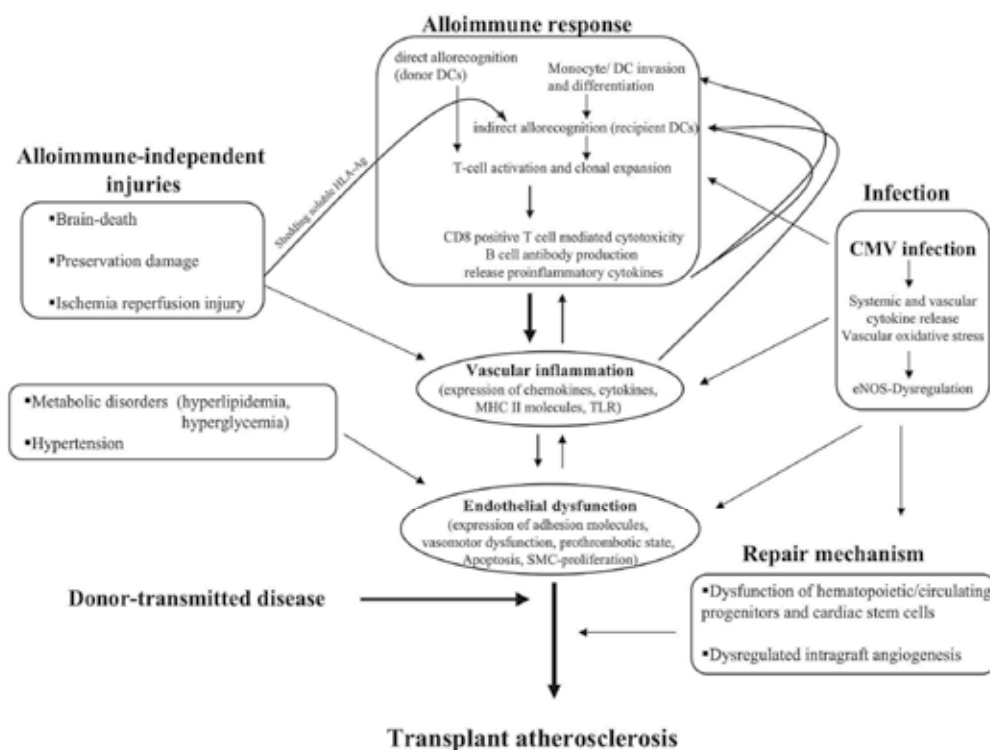 Alloimmune response
direct allorecognition
(donor DCs)
Monocyte/ DC invasion
and differentiation
indirect allorecognition (recipient DCs)
T-cell activation and clonal expansion
CD8 positive T cell mediated cytotoxicity
B cell antibody production
release proinflammatory cytokines
Shedding soluble HLA-Ag
Alloimmune-independent
injuries
▪Brain-death
▪Preservation damage
▪Ischemia reperfusion injury
Infection
CMV infection
Systemic and vascular
cytokine release
Vascular oxidative stress
eNOS-Dysregulation
Vascular inflammation
(expression of chemokines, cytokines,
MHC II molecules, TLR)
▪Metabolic disorders (hyperlipidemia,
hyperglycemia)
▪Hypertension
Endothelial dysfunction
(expression of adhesion molecules,
vasomotor dysfunction, prothrombotic state,
Apoptosis, SMC-proliferation)
Repair mechanism
▪Dysfunction of hematopoietic/circulating
progenitors and cardiac stem cells
▪Dysregulated intragraft angiogenesis
Donor-transmitted disease
Transplant atherosclerosis